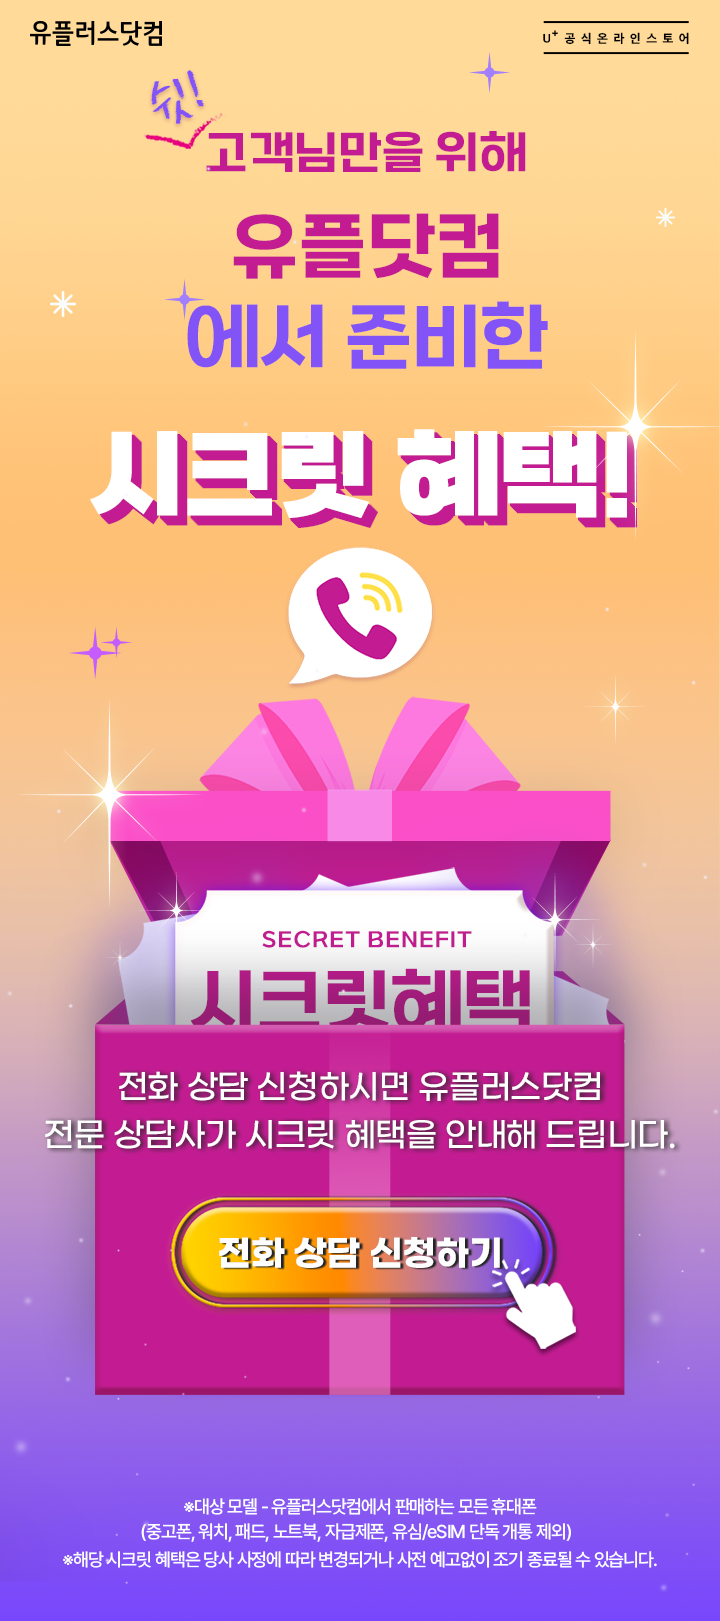 유플러스닷컴
U+ 공식온라인스토어
쉿!
고객님만을 위해
유플닷컴
에서 준비한
시크릿 혜택!
SECRET BENEFIT
시크릿혜택
전화 상담 신청하시면 유플러스닷컴
전문 상담사가 시크릿 혜택을 안내해 드립니다.
전화 상담 신청하기
※대상 모델 - 유플러스닷컴에서 판매하는 모든 휴대폰
(중고폰, 워치, 패드, 노트북, 자급제폰, 유심/eSIM 단독 개통 제외)
※해당 시크릿 혜택은 당사 사정에 따라 변경되거나 사전 예고없이 조기 종료될 수 있습니다.